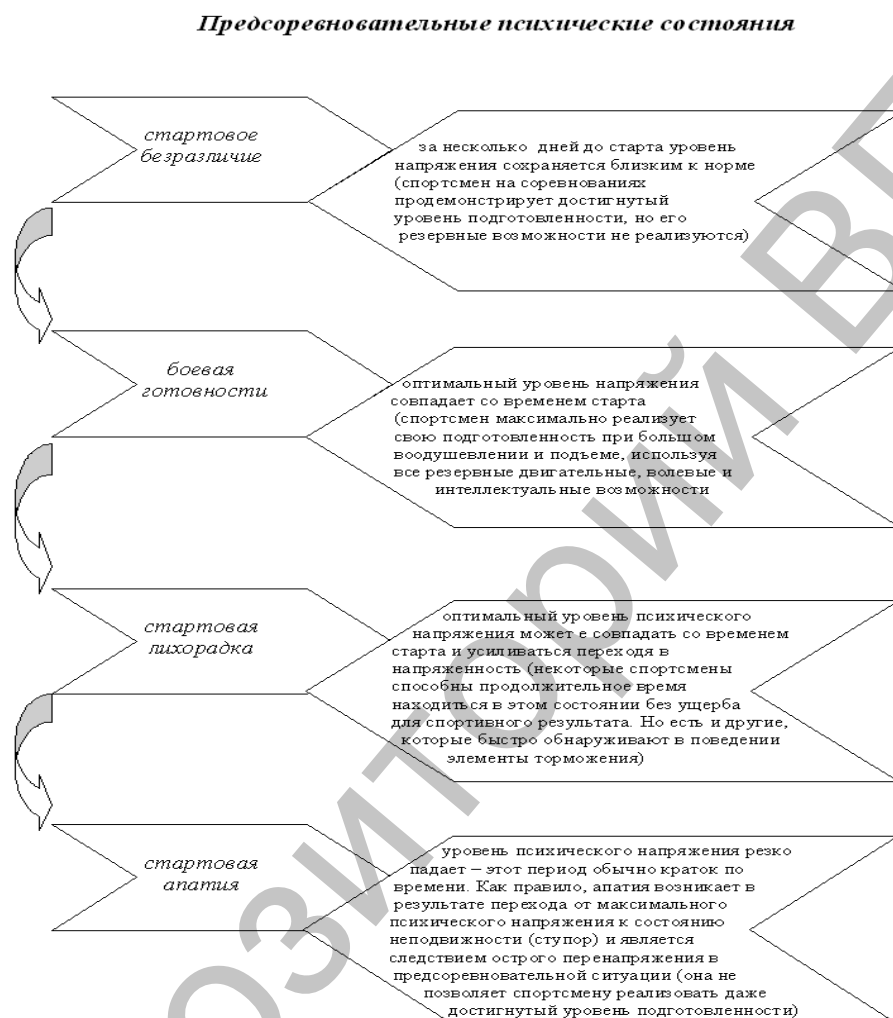 Предсоревновательные психические состояния
стартовое
безразличие
за несколько дней до старта уровень
напряжения сохраняется близким к норме
(спортсмен на соревнованиях
продемонстрирует достигнутый
уровень подготовленности, но его
резервные возможности не реализуются)
боевая
готовности
оптимальный уровень напряжения
совпадает со временем старта
(спортсмен максимально реализует
свою подготовленность при большом
воодушевлении и подъеме, используя
все резервные двигательные, волевые и
интеллектуальные возможности
стартовая
лихорадка
оптимальный уровень психического
напряжения может е совпадать со временем
старта и усиливаться переходя в
напряженность (некоторые спортсмены
способны продолжительное время
находиться в этом состоянии без ущерба
для спортивного результата. Но есть и другие,
которые быстро обнаруживают в поведении
элементы торможения)
стартовая
апатия
уровень психического напряжения резко
падает – этот период обычно краток по
времени. Как правило, апатия возникает в
результате перехода от максимального
психического напряжения к состоянию
неподвижности (ступор) и является
следствием острого перенапряжения в
предсоревновательной ситуации (она не
позволяет спортсмену реализовать даже
достигнутый уровень подготовленности)
ОЗИТОРИЙ В